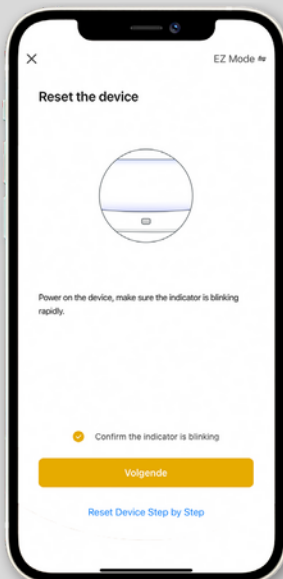 EZ Mode ⇋
Reset the device
Power on the device, make sure the indicator is blinking
rapidly.
Confirm the indicator is blinking
Volgende
Reset Device Step by Step